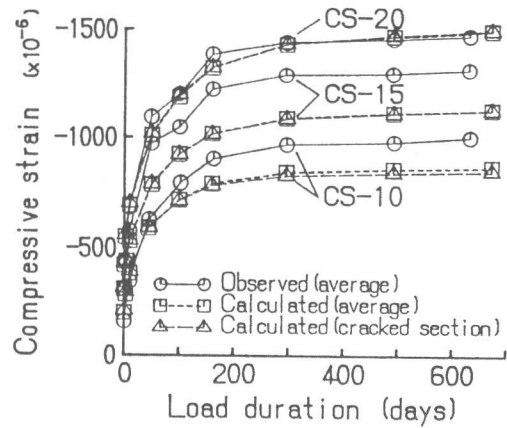 -1500
-1000
-500
0
Compressive strain (×10⁻⁶)
CS-20
CS-15
CS-10
Observed (average)
Calculated (average)
Calculated (cracked section)
0 200 400 600
Load duration (days)